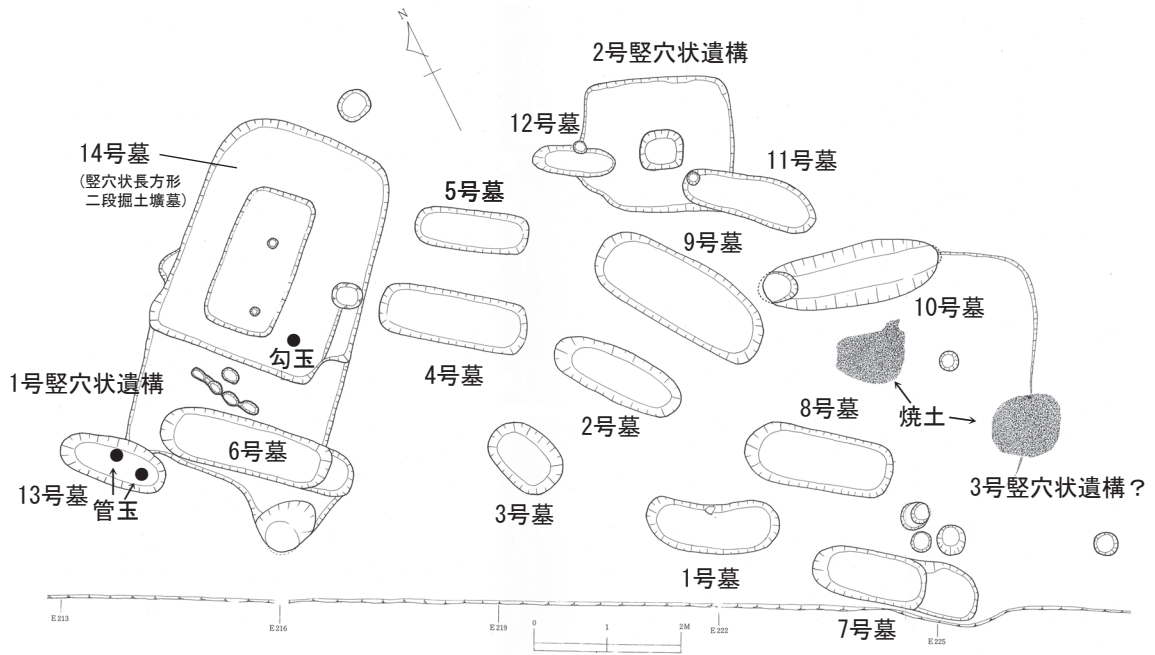 N
2号竪穴状遺構
12号墓
14号墓
(竪穴状長方形
二段掘土壙墓)
11号墓
5号墓
9号墓
10号墓
勾玉
4号墓
1号竪穴状遺構
8号墓
焼土
2号墓
6号墓
13号墓
管玉
3号墓
3号竪穴状遺構?
1号墓
7号墓
E213
E216
E219
0
1
2M
E222
E225